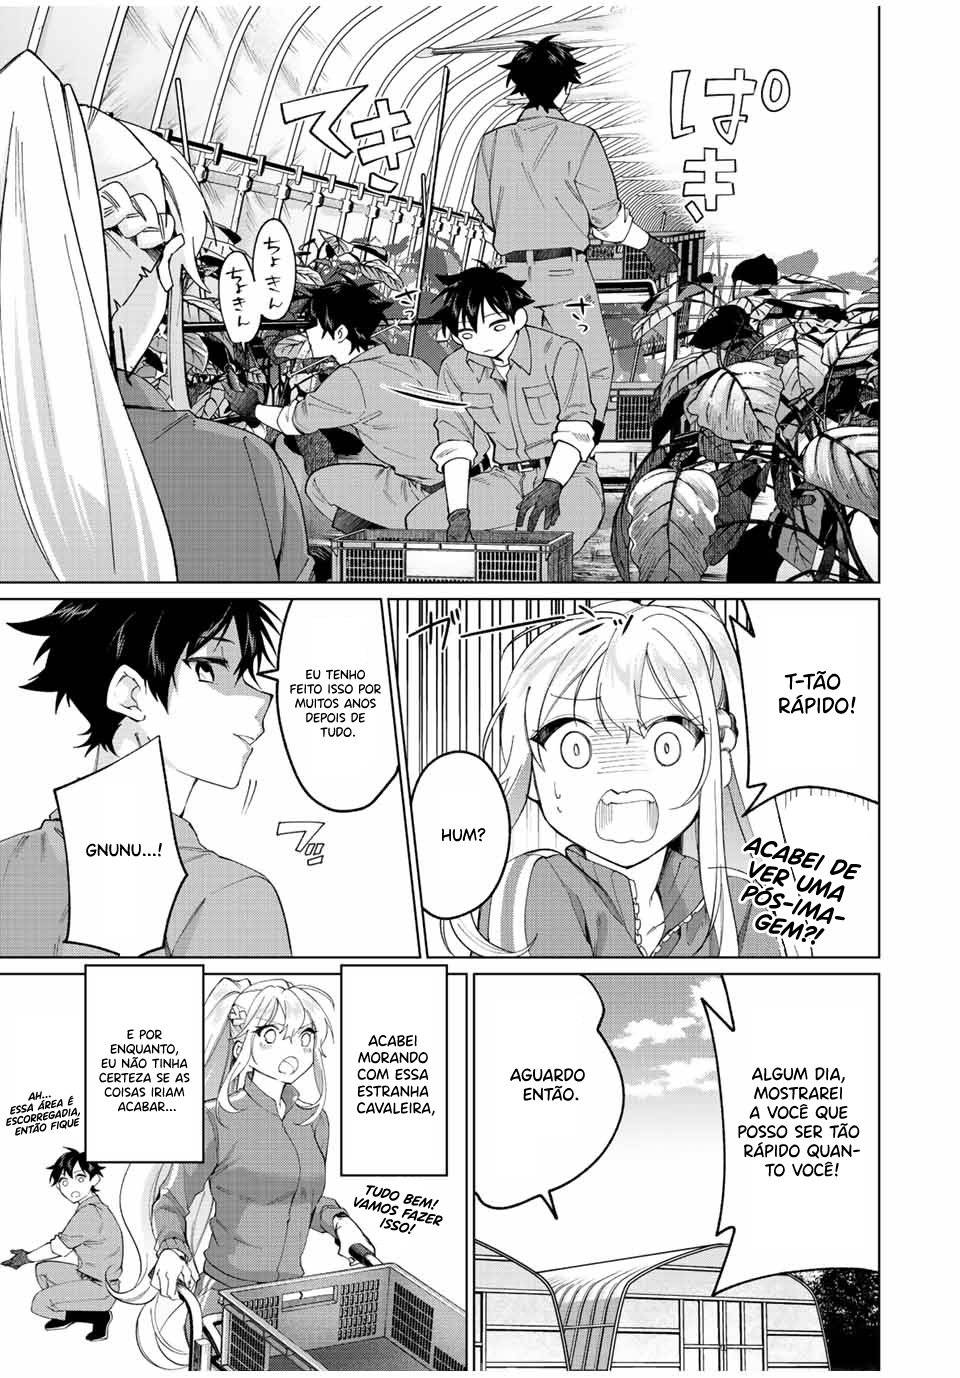 ぱき
てき
ちょきん
ちょきん
さっ
T-TÃO
RÁPIDO!
ACABEI DE
VER UMA
PÓS-IMA-
GEM?!
HUM?
EU TENHO
FEITO ISSO POR
MUITOS ANOS
DEPOIS DE
TUDO.
GNUNU...!
ALGUM DIA,
MOSTRAREI
A VOCÊ QUE
POSSO SER TÃO
RÁPIDO QUAN-
TO VOCÊ!
AGUARDO
ENTÃO.
ACABEI
MORANDO
COM ESSA
ESTRANHA
CAVALEIRA,
TUDO BEM!
VAMOS FAZER
ISSO!
E POR
ENQUANTO,
EU NÃO TINHA
CERTEZA SE AS
COISAS IRIAM
ACABAR...
AH...
ESSA ÁREA É
ESCORREGADIA,
ENTÃO FIQUE